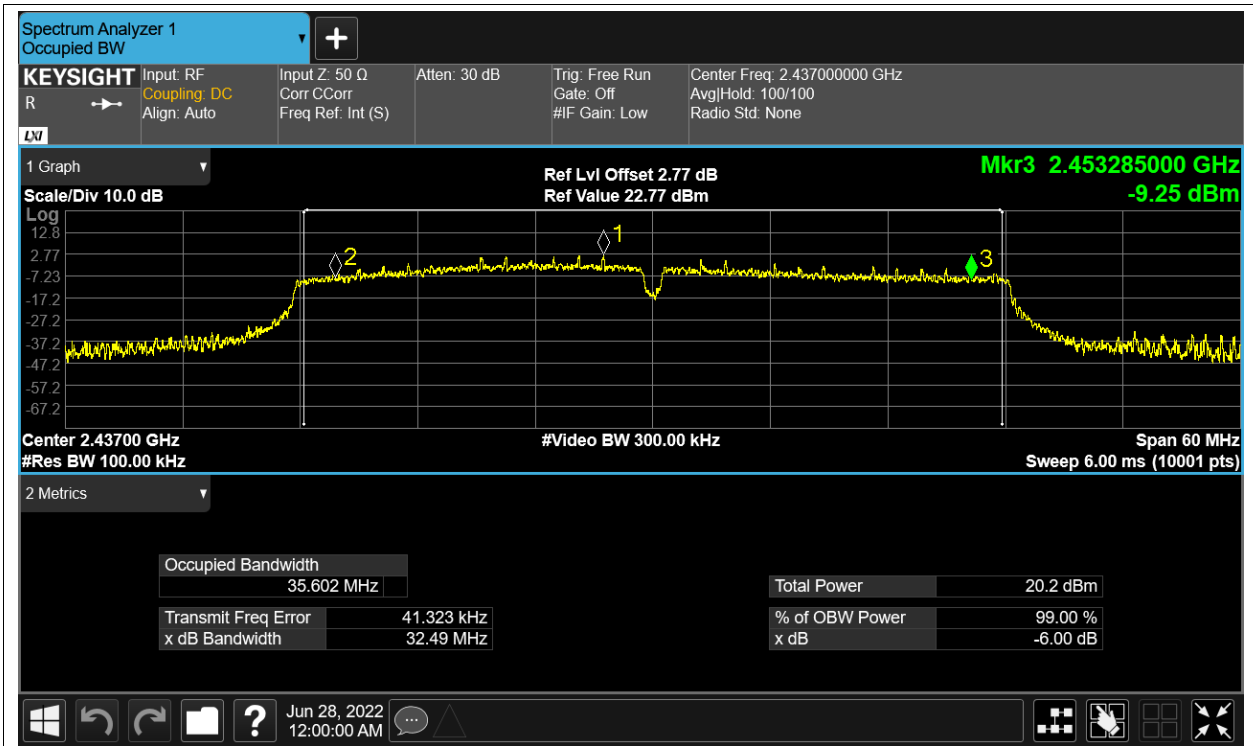 Spectrum Analyzer 1
Occupied BW
KEYSIGHT
R
LXI
Input: RF
Coupling: DC
Align: Auto
Input Z: 50 Ω
Corr CCorr
Freq Ref: Int (S)
Atten: 30 dB
Trig: Free Run
Gate: Off
#IF Gain: Low
Center Freq: 2.437000000 GHz
Avg|Hold: 100/100
Radio Std: None
1 Graph
Scale/Div 10.0 dB
Ref Lvl Offset 2.77 dB
Ref Value 22.77 dBm
Mkr3 2.453285000 GHz
-9.25 dBm
Log
12.8
2.77
-7.23
-17.2
-27.2
-37.2
-47.2
-57.2
-67.2
1
2
3
Center 2.43700 GHz
#Res BW 100.00 kHz
#Video BW 300.00 kHz
Span 60 MHz
Sweep 6.00 ms (10001 pts)
2 Metrics
Occupied Bandwidth
35.602 MHz
Transmit Freq Error 41.323 kHz
x dB Bandwidth 32.49 MHz
Total Power 20.2 dBm
% of OBW Power 99.00 %
x dB -6.00 dB
?
Jun 28, 2022
12:00:00 AM